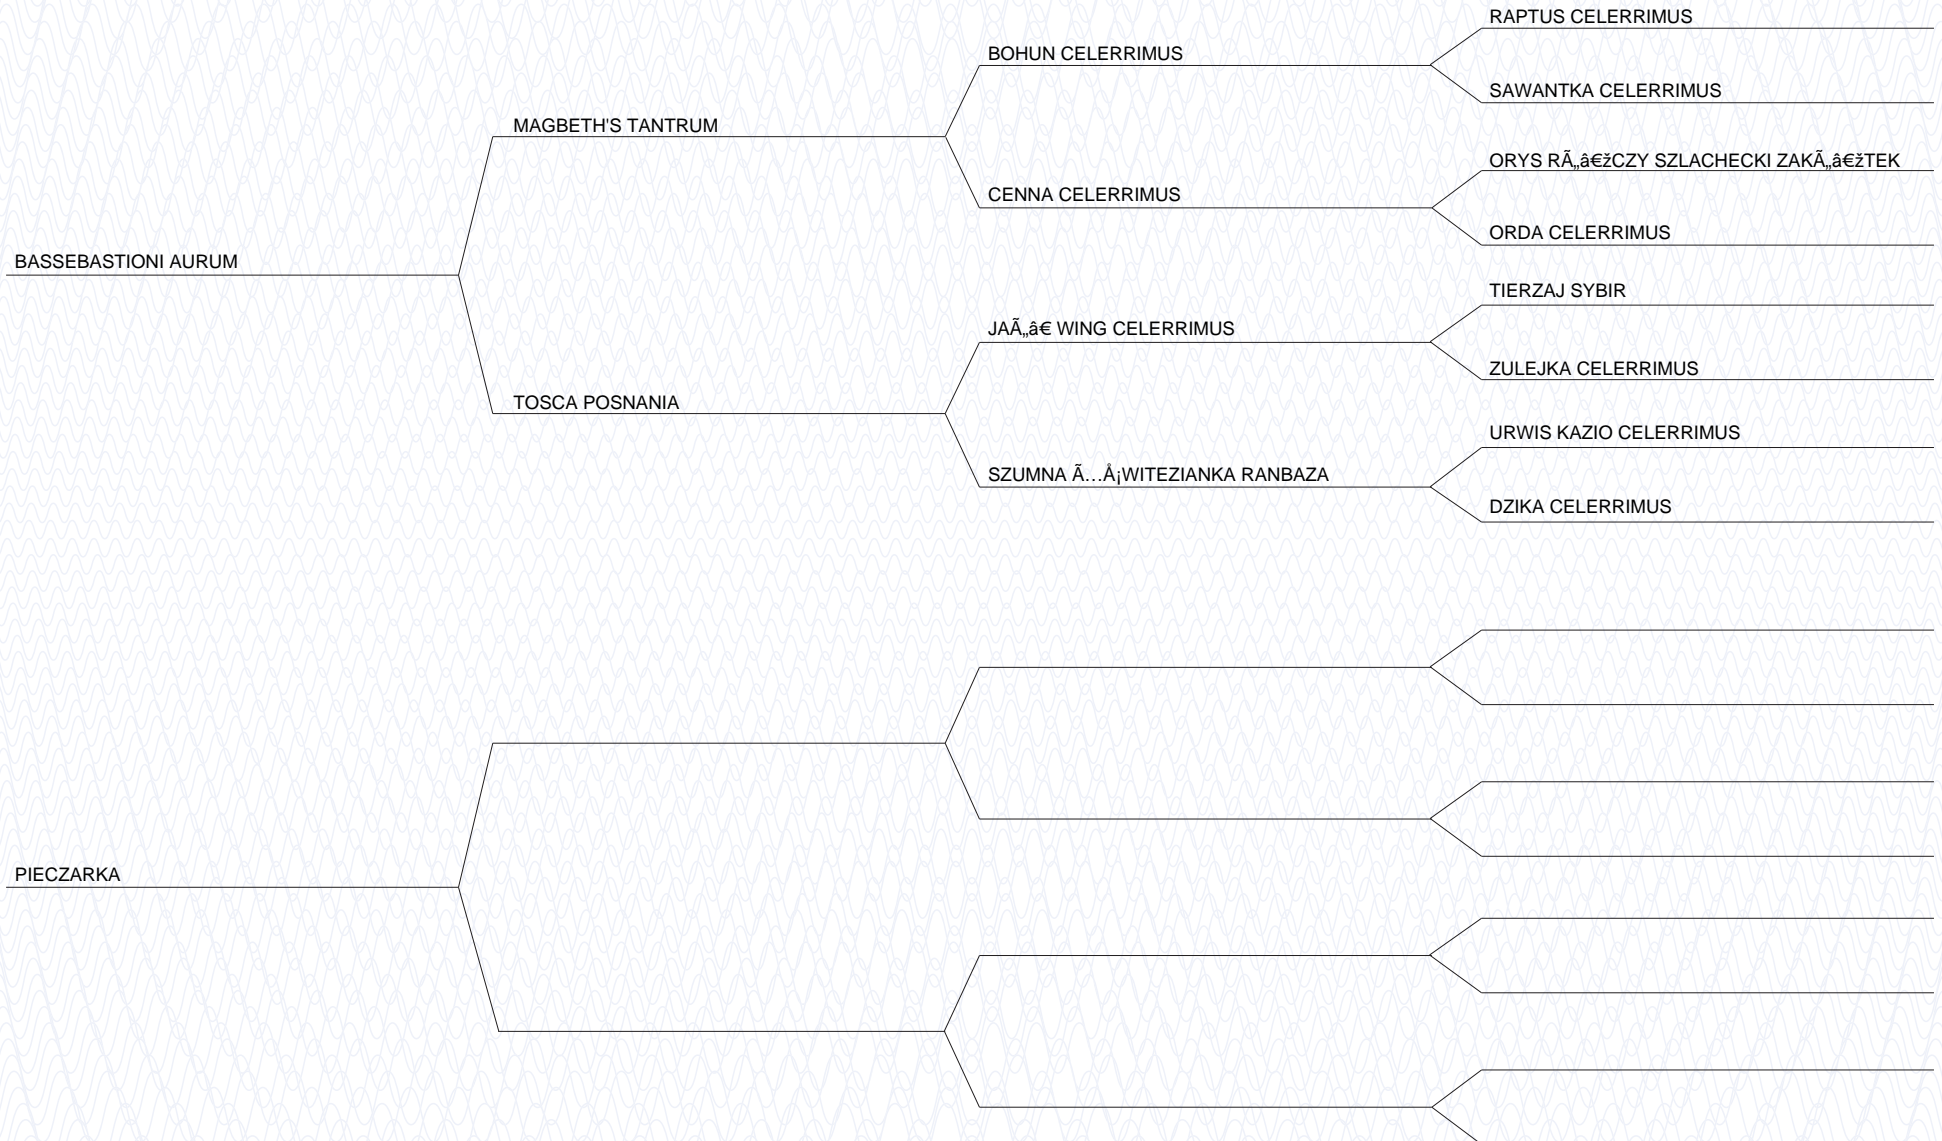 RAPTUS CELERRIMUS
BOHUN CELERRIMUS
SAWANTKA CELERRIMUS
MAGBETH'S TANTRUM
ORYS RÃ„â€žCZY SZLACHECKI ZAKÃ„â€žTEK
CENNA CELERRIMUS
ORDA CELERRIMUS
BASSEBASTIONI AURUM
TIERZAJ SYBIR
JAÃ„â€ WING CELERRIMUS
ZULEJKA CELERRIMUS
TOSCA POSNANIA
URWIS KAZIO CELERRIMUS
SZUMNA Ã…Å¡WITEZIANKA RANBAZA
DZIKA CELERRIMUS
PIECZARKA